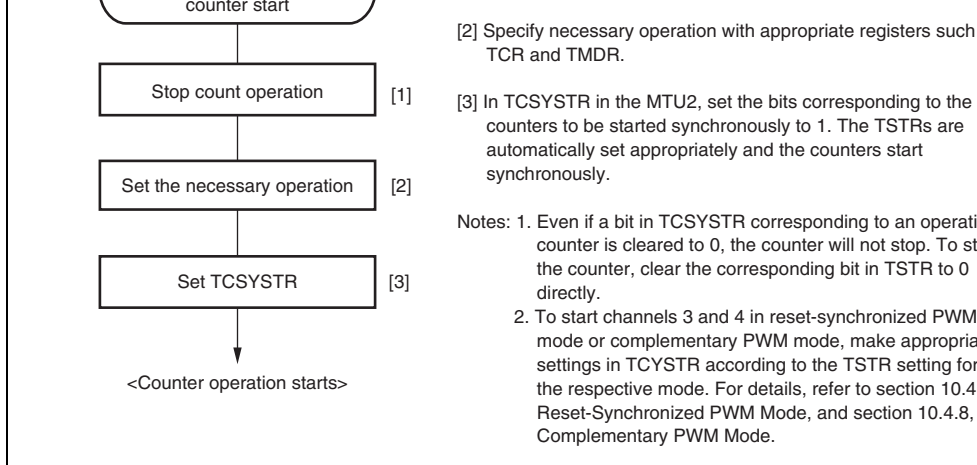 counter start
Stop count operation
[1]
Set the necessary operation
[2]
Set TCSYSTR
[3]
<Counter operation starts>
[2] Specify necessary operation with appropriate registers such
TCR and TMDR.
[3] In TCSYSTR in the MTU2, set the bits corresponding to the
counters to be started synchronously to 1. The TSTRs are
automatically set appropriately and the counters start
synchronously.
Notes: 1. Even if a bit in TCSYSTR corresponding to an operati
counter is cleared to 0, the counter will not stop. To st
the counter, clear the corresponding bit in TSTR to 0
directly.
2. To start channels 3 and 4 in reset-synchronized PWM
mode or complementary PWM mode, make appropria
settings in TCYSTR according to the TSTR setting for
the respective mode. For details, refer to section 10.4
Reset-Synchronized PWM Mode, and section 10.4.8,
Complementary PWM Mode.